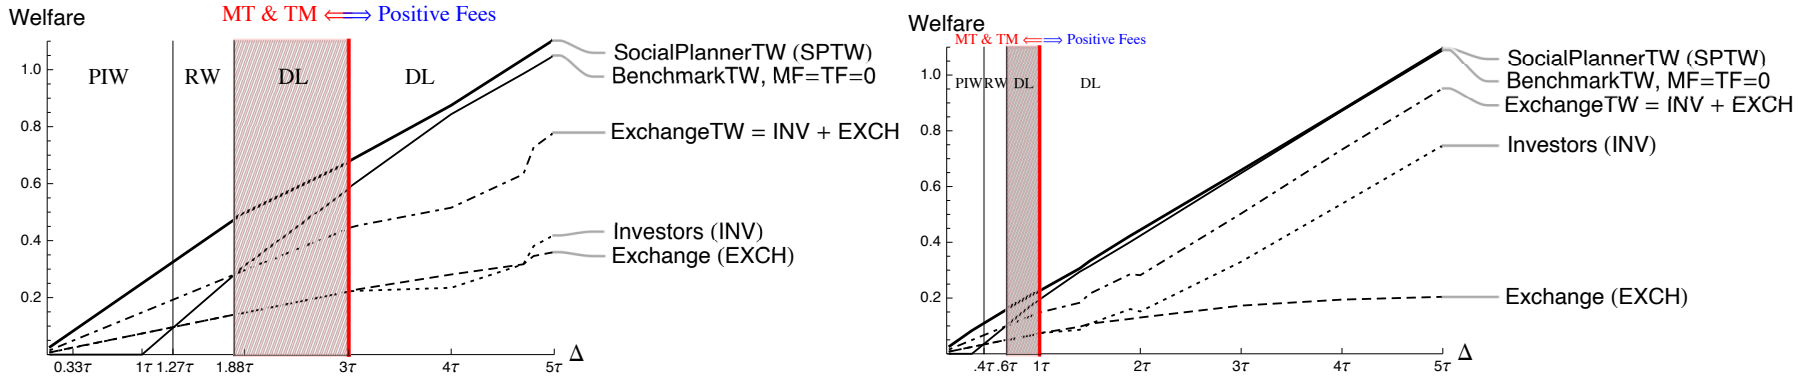 Welfare
MT & TM ⇐⇒ Positive Fees
PIW
RW
DL
DL
1.0
0.8
0.6
0.4
0.2
0.33τ
1τ
1.27τ
1.88τ
3τ
4τ
5τ
Δ
SocialPlannerTW (SPTW)
BenchmarkTW, MF=TF=0
ExchangeTW = INV + EXCH
Investors (INV)
Exchange (EXCH)
Welfare
MT & TM ⇐⇒ Positive Fees
PIW
RW
DL
DL
1.0
0.8
0.6
0.4
0.2
.4τ
.6τ
1τ
2τ
3τ
4τ
5τ
Δ
SocialPlannerTW (SPTW)
BenchmarkTW, MF=TF=0
ExchangeTW = INV + EXCH
Investors (INV)
Exchange (EXCH)